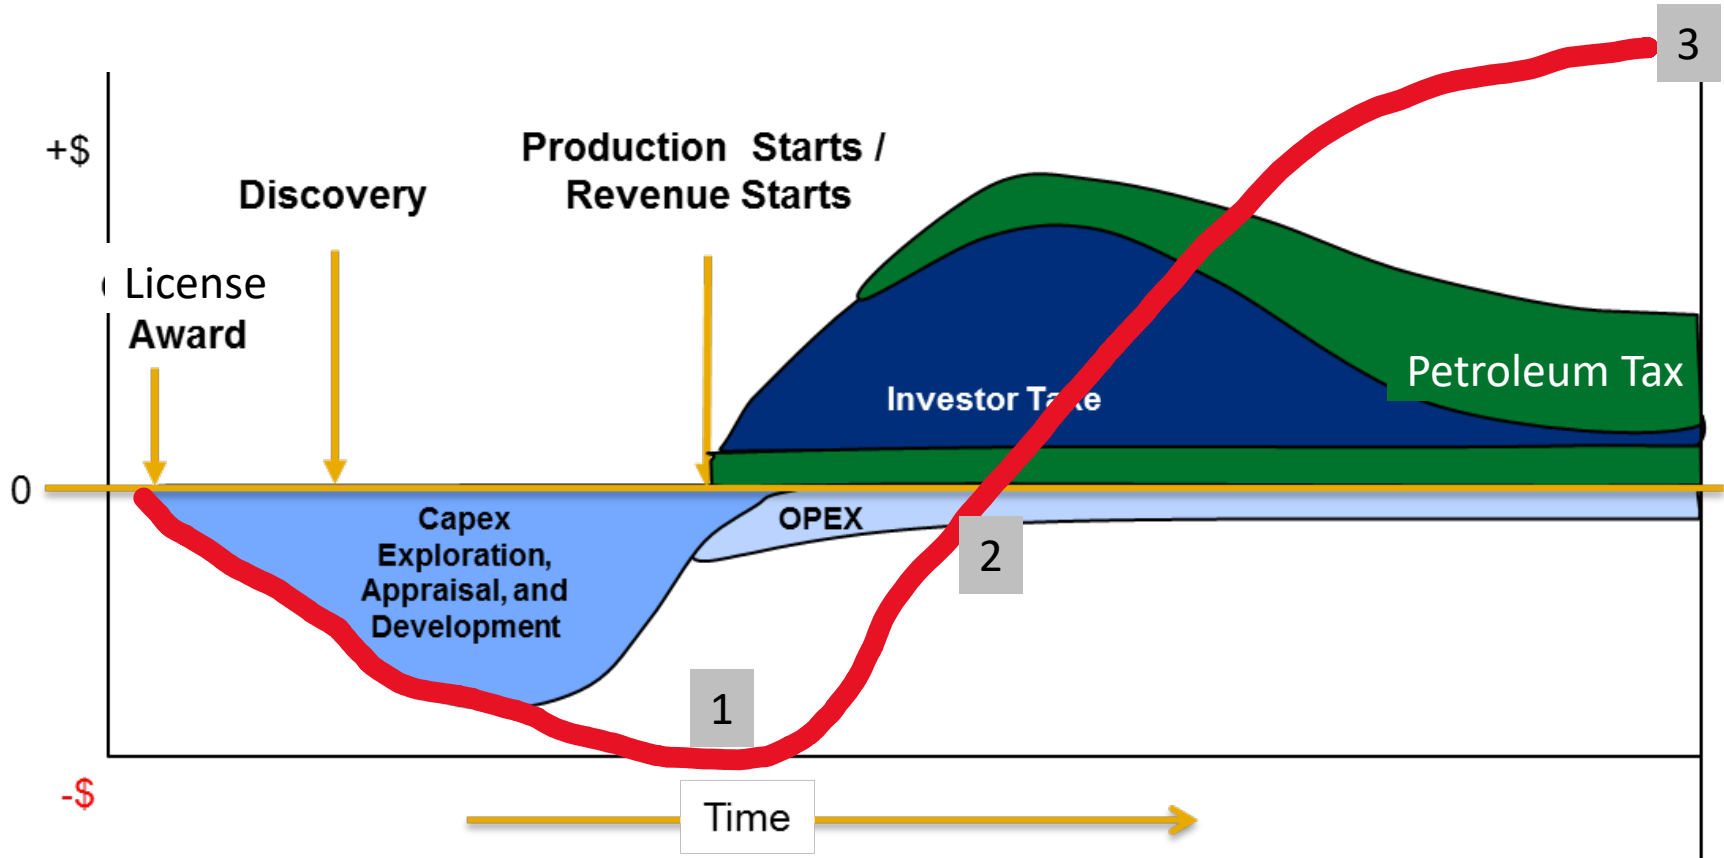 3
+$
Production Starts /
Revenue Starts
Discovery
License
Award
Petroleum Tax
Investor Take
0
Capex
Exploration,
Appraisal, and
Development
OPEX
2
1
-$
Time